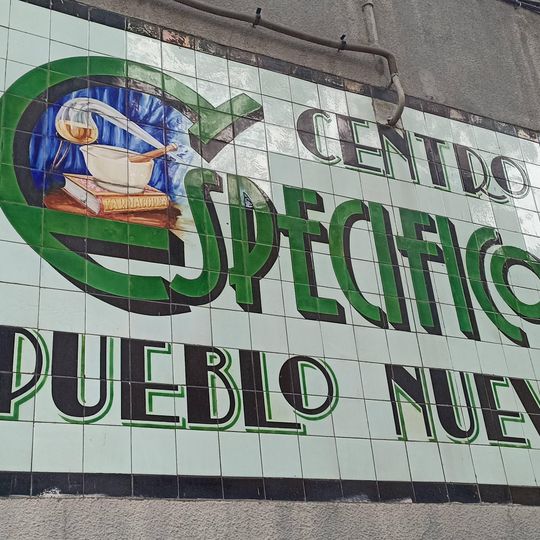 CENTRO
ESPECIFICO
PUEBLO NUEV
FARMACOPEA